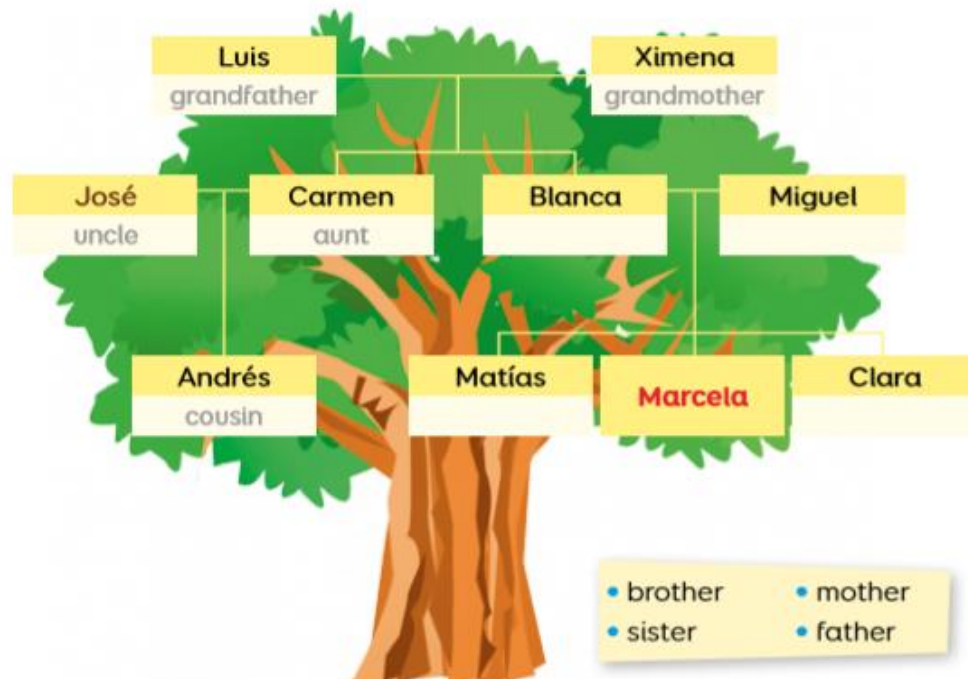 Luis
grandfather
Ximena
grandmother
José
uncle
Carmen
aunt
Blanca
Miguel
Andrés
cousin
Matías
Marcela
Clara
• brother
• mother
• sister
• father